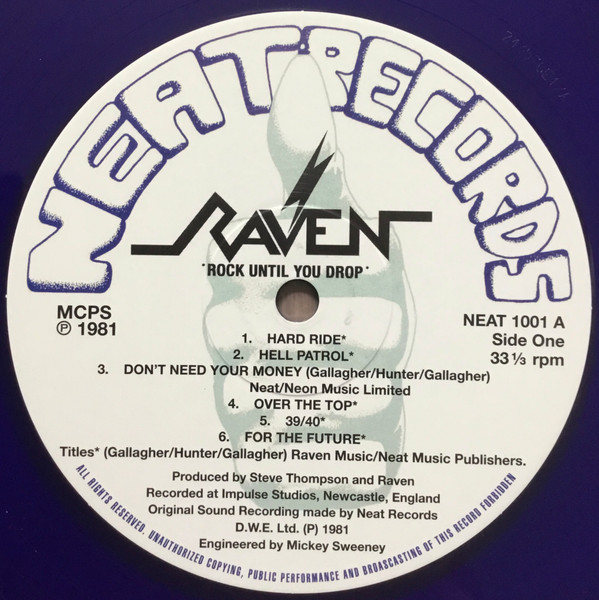 NEAT RECORDS
RAVEN
'ROCK UNTIL YOU DROP'
MCPS
℗ 1981
NEAT 1001 A
Side One
33 ⅓ rpm
1. HARD RIDE*
2. HELL PATROL*
3. DON'T NEED YOUR MONEY (Gallagher/Hunter/Gallagher)
Neat/Neon Music Limited
4. OVER THE TOP*
5. 39/40*
6. FOR THE FUTURE*
Titles* (Gallagher/Hunter/Gallagher) Raven Music/Neat Music Publishers.
Produced by Steve Thompson and Raven
Recorded at Impulse Studios, Newcastle, England
Original Sound Recording made by Neat Records
D.W.E. Ltd. (P) 1981
Engineered by Mickey Sweeney
ALL RIGHTS RESERVED. UNAUTHORIZED COPYING, PUBLIC PERFORMANCE AND BROADCASTING OF THIS RECORD FORBIDDEN